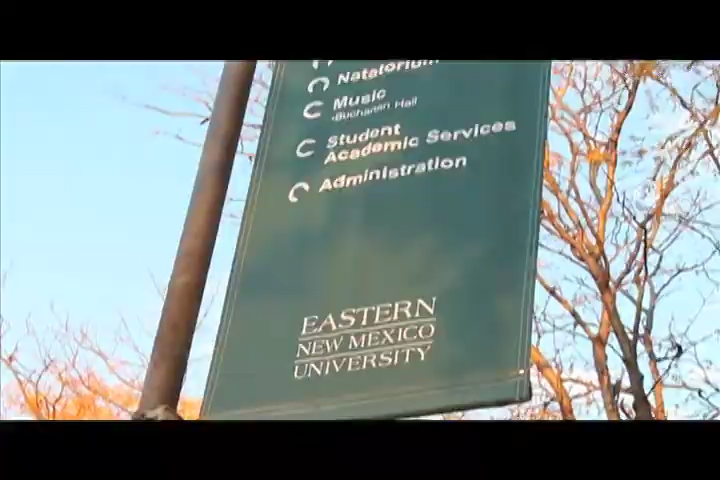 Natatorium
Music
•Buchanan Hall
Student
Academic Services
Administration
EASTERN
NEW MEXICO
UNIVERSITY